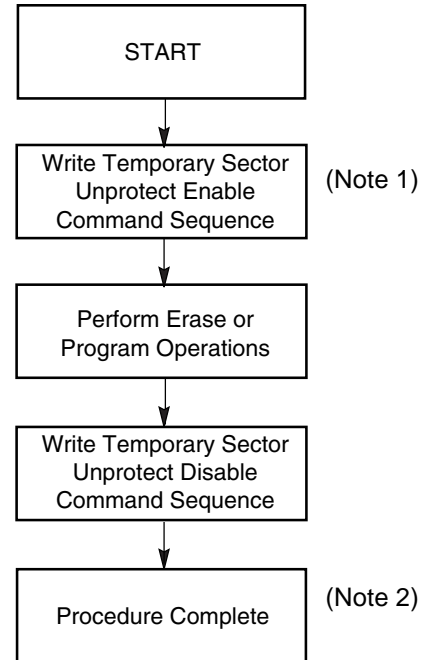 START
Write Temporary Sector
Unprotect Enable
Command Sequence
(Note 1)
Perform Erase or
Program Operations
Write Temporary Sector
Unprotect Disable
Command Sequence
Procedure Complete
(Note 2)